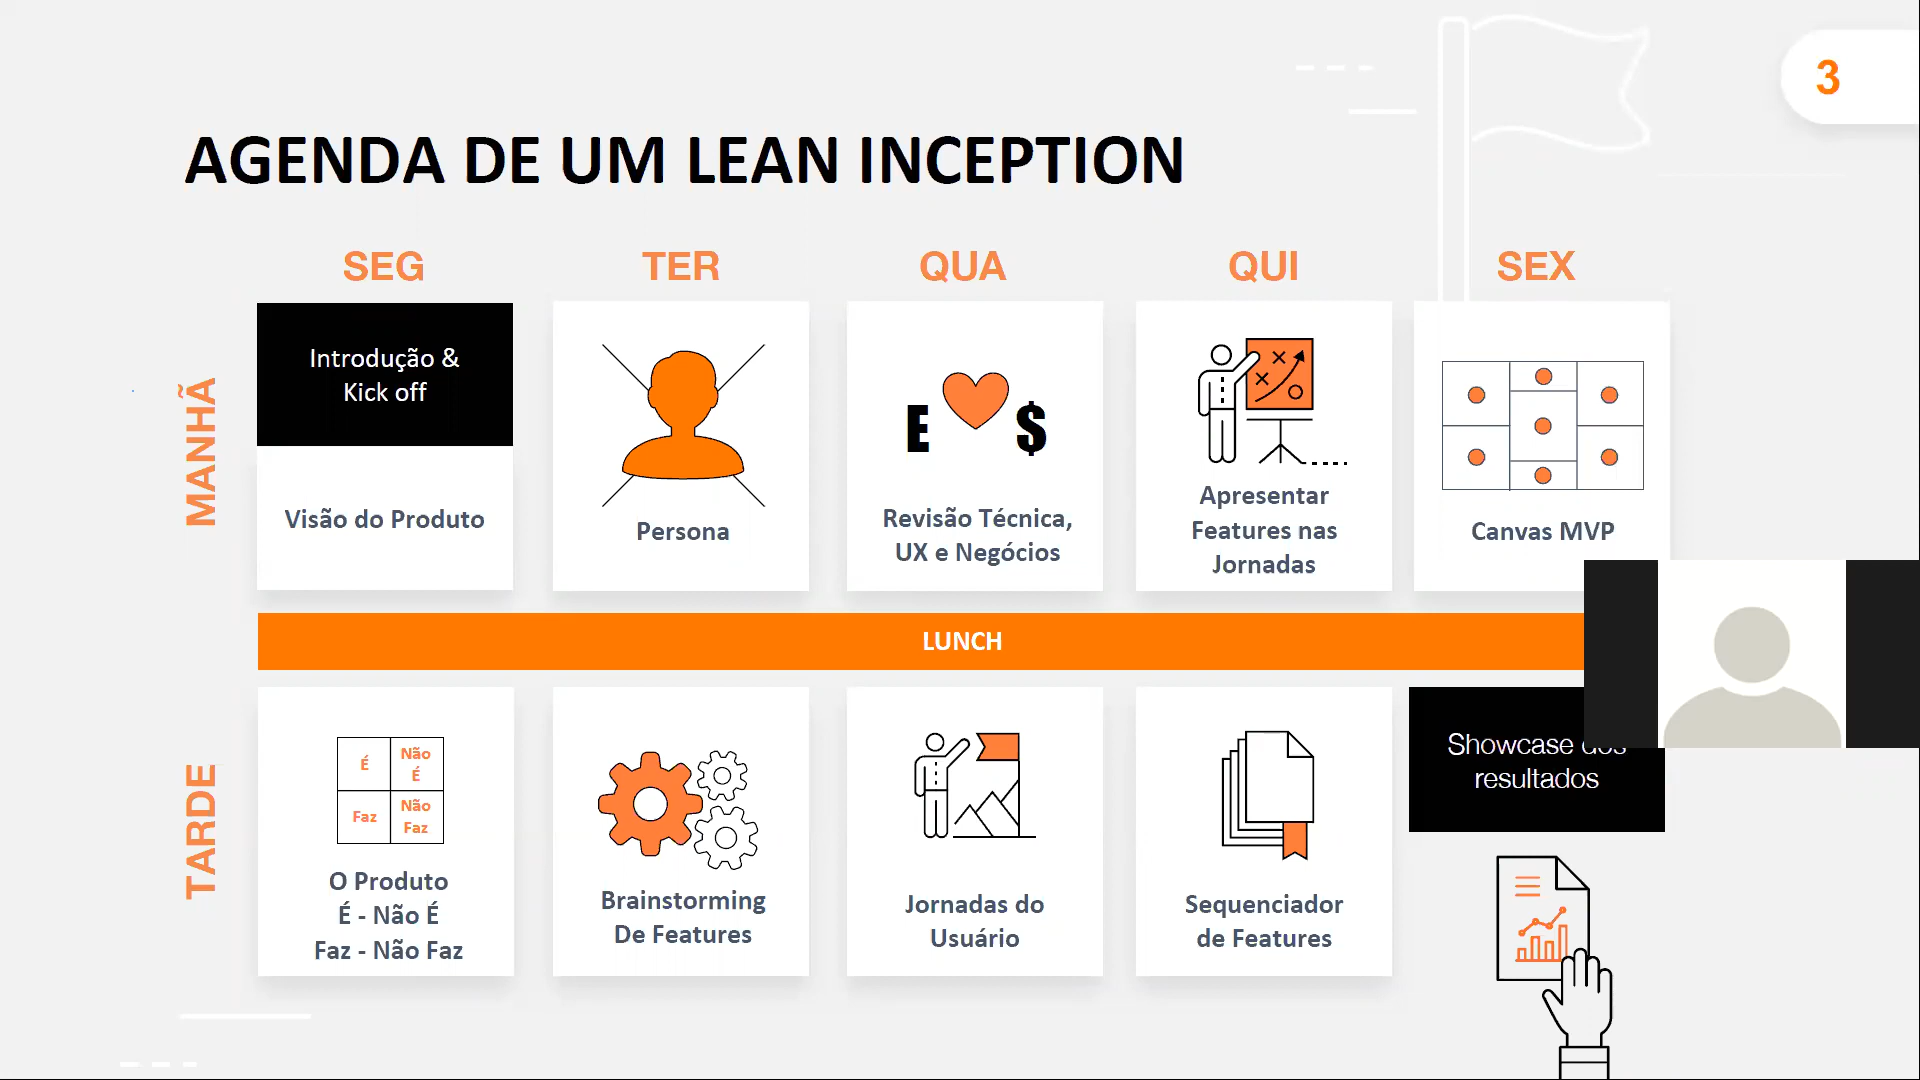 3
AGENDA DE UM LEAN INCEPTION
SEG
TER
QUA
QUI
SEX
MANHÃ
Introdução &
Kick off
Visão do Produto
Persona
E $
Revisão Técnica,
UX e Negócios
Apresentar
Features nas
Jornadas
Canvas MVP
LUNCH
TARDE
É
Não
É
Faz
Não
Faz
O Produto
É - Não É
Faz - Não Faz
Brainstorming
De Features
Jornadas do
Usuário
Sequenciador
de Features
Showcase dos
resultados